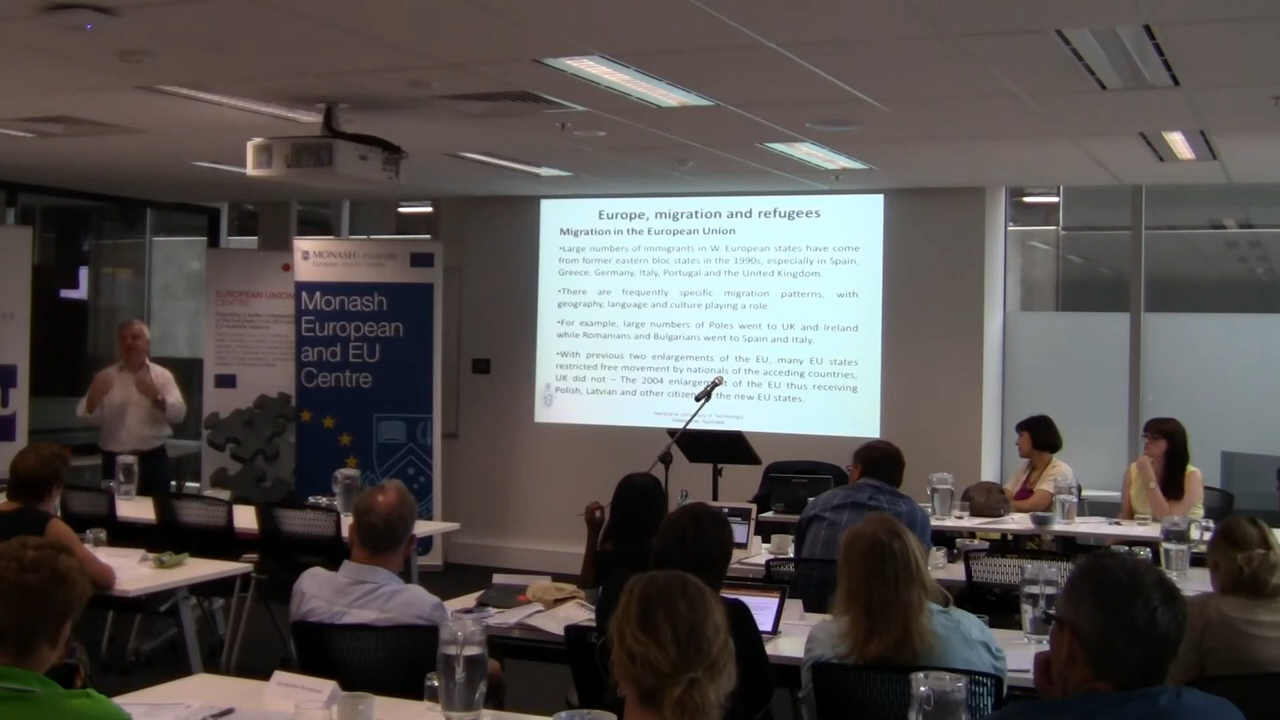 Europe, migration and refugees
Migration in the European Union
•Large numbers of immigrants in W. European states have come
from former eastern bloc states in the 1990s, especially in Spain,
Greece, Germany, Italy, Portugal and the United Kingdom.
•There are frequently specific migration patterns, with
geography, language and culture playing a role.
•For example, large numbers of Poles went to UK and Ireland
while Romanians and Bulgarians went to Spain and Italy.
•With previous two enlargements of the EU, many EU states
restricted free movement by nationals of the acceding countries,
UK did not – The 2004 enlargement of the EU thus receiving
Polish, Latvian and other citizens the new EU states.
MONASH University
European and EU Centre
Monash
European
and EU
Centre
EUROPEAN UNION
CENTRE